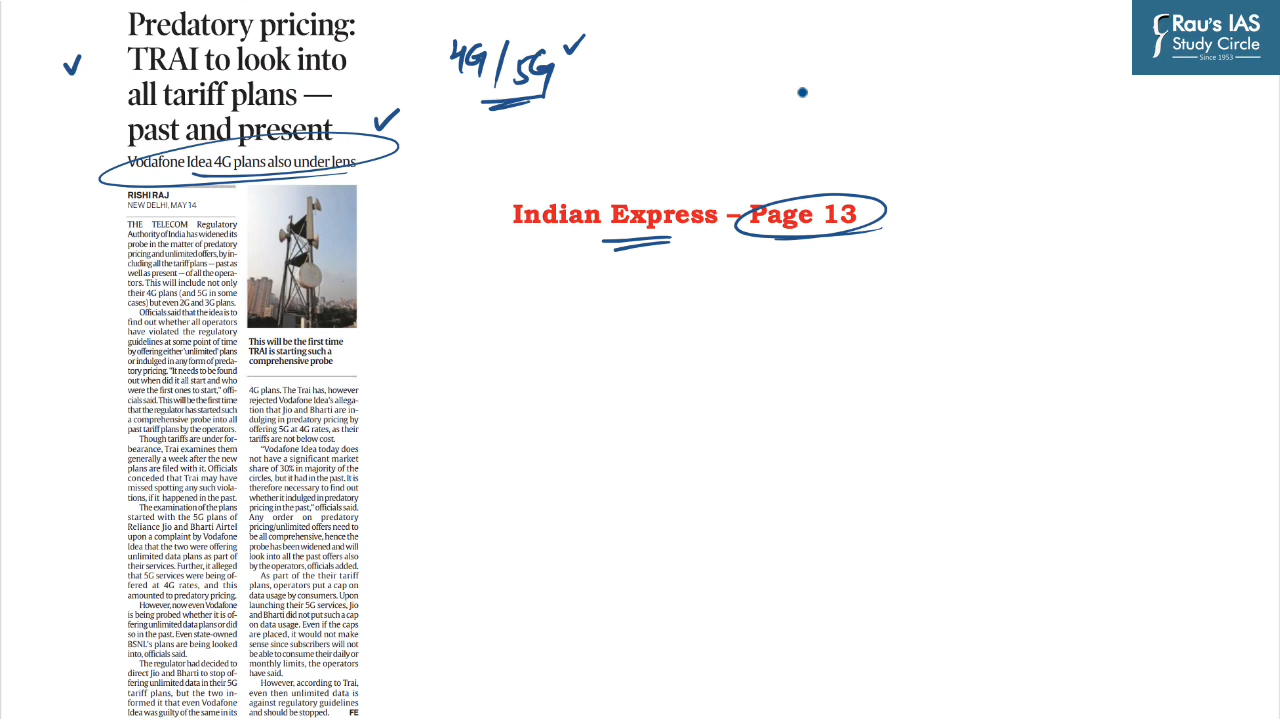 Predatory pricing:
TRAI to look into
all tariff plans —
past and present
Vodafone Idea 4G plans also under lens
RISHI RAJ
NEW DELHI, MAY 14
THE TELECOM Regulatory
Authority of India has widened its
probe in the matter of predatory
pricing and unlimited offers, by in-
cluding all the tariff plans — past as
well as present — of all the opera-
tors. This will include not only
their 4G plans (and 5G in some
cases) but even 2G and 3G plans.
Officials said that the idea is to
find out whether all operators
have violated the regulatory
guidelines at some point of time
by offering either 'unlimited' plans
or indulged in any form of preda-
tory pricing. "It needs to be found
out when did it all start and who
were the first ones to start," offi-
cials said. This will be the first time
that the regulator has started such
a comprehensive probe into all
past tariff plans by the operators.
Though tariffs are under for-
bearance, Trai examines them
generally a week after the new
plans are filed with it. Officials
conceded that Trai may have
missed spotting any such viola-
tions, if it happened in the past.
The examination of the plans
started with the 5G plans of
Reliance Jio and Bharti Airtel
upon a complaint by Vodafone
Idea that the two were offering
unlimited data plans as part of
their services. Further, it alleged
that 5G services were being of-
fered at 4G rates, and this
amounted to predatory pricing.
However, now even Vodafone
is being probed whether it is of-
fering unlimited data plans or did
so in the past. Even state-owned
BSNL's plans are being looked
into, officials said.
The regulator had decided to
direct Jio and Bharti to stop of-
fering unlimited data in their 5G
tariff plans, but the two in-
formed it that even Vodafone
Idea was guilty of the same in its
This will be the first time
TRAI is starting such a
comprehensive probe
4G plans. The Trai has, however
rejected Vodafone Idea's allega-
tion that Jio and Bharti are in-
dulging in predatory pricing by
offering 5G at 4G rates, as their
tariffs are not below cost.
"Vodafone Idea today does
not have a significant market
share of 30% in majority of the
circles, but it had in the past. It is
therefore necessary to find out
whether it indulged in predatory
pricing in the past," officials said.
Any order on predatory
pricing/unlimited offers need to
be all comprehensive, hence the
probe has been widened and will
look into all the past offers also
by the operators, officials added.
As part of the their tariff
plans, operators put a cap on
data usage by consumers. Upon
launching their 5G services, Jio
and Bharti did not put such a cap
on data usage. Even if the caps
are placed, it would not make
sense since subscribers will not
be able to consume their daily or
monthly limits, the operators
have said.
However, according to Trai,
even then unlimited data is
against regulatory guidelines
and should be stopped. FE
4G/5G
Indian Express – Page 13
Rau's IAS
Study Circle
Since 1953